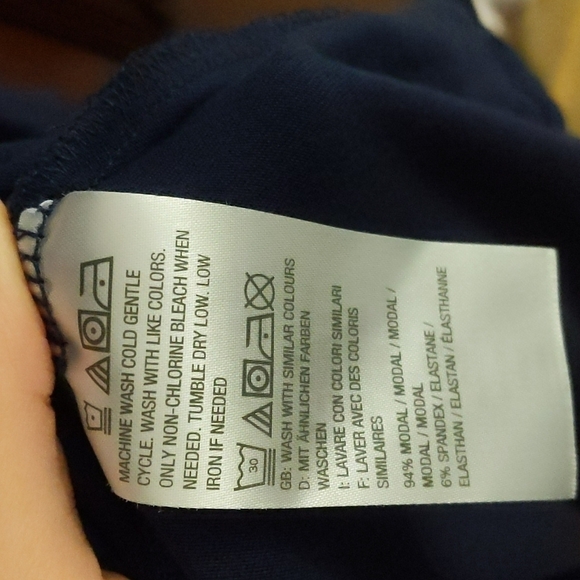 MACHINE WASH COLD GENTLE
CYCLE. WASH WITH LIKE COLORS.
ONLY NON-CHLORINE BLEACH WHEN
NEEDED. TUMBLE DRY LOW. LOW
IRON IF NEEDED
30
GB: WASH WITH SIMILAR COLOURS
D: MIT ÄHNLICHEN FARBEN
WASCHEN
I: LAVARE CON COLORI SIMILARI
F: LAVER AVEC DES COLORIS
SIMILAIRES
94% MODAL / MODAL / MODAL /
MODAL / MODAL
6% SPANDEX / ELASTANE /
ELASTHAN / ELASTAN / ÉLASTHANNE